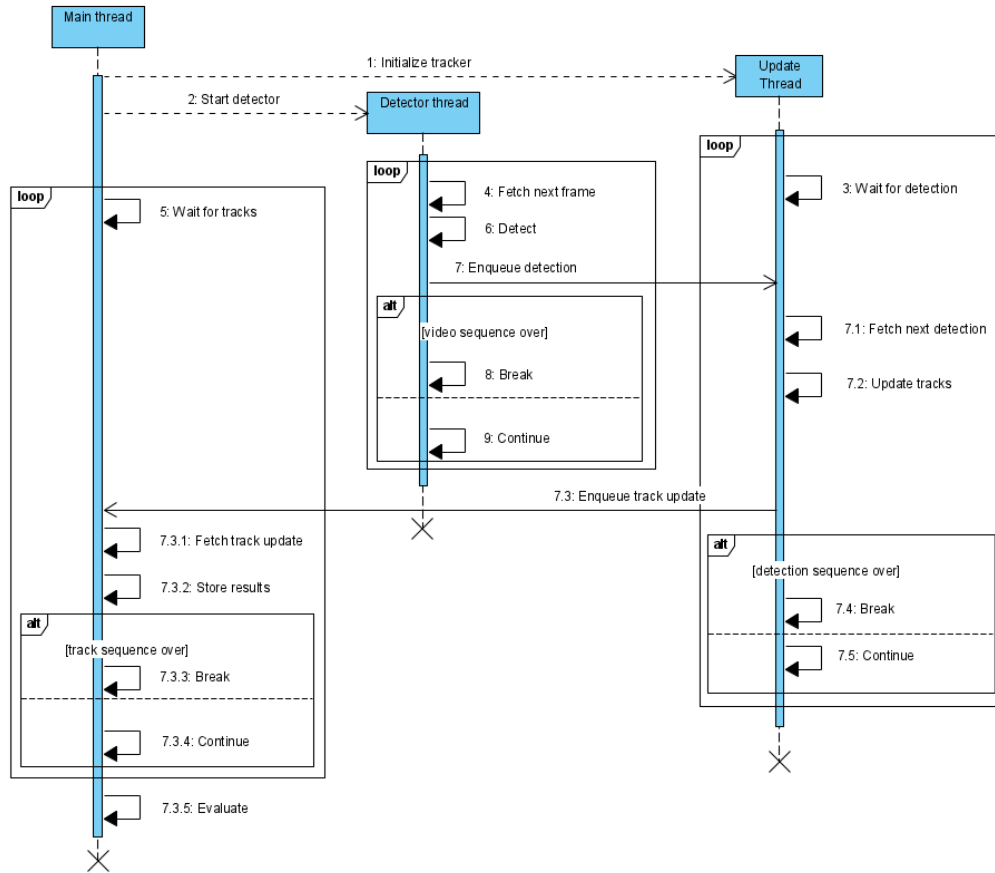 Main thread
1: Initialize tracker
Update
Thread
2: Start detector
Detector thread
loop
loop
4: Fetch next frame
3: Wait for detection
loop
5: Wait for tracks
6: Detect
7: Enqueue detection
alt
[video sequence over]
7.1: Fetch next detection
8: Break
7.2: Update tracks
9: Continue
7.3: Enqueue track update
7.3.1: Fetch track update
alt
[detection sequence over]
7.3.2: Store results
7.4: Break
alt
[track sequence over]
7.5: Continue
7.3.3: Break
7.3.4: Continue
7.3.5: Evaluate